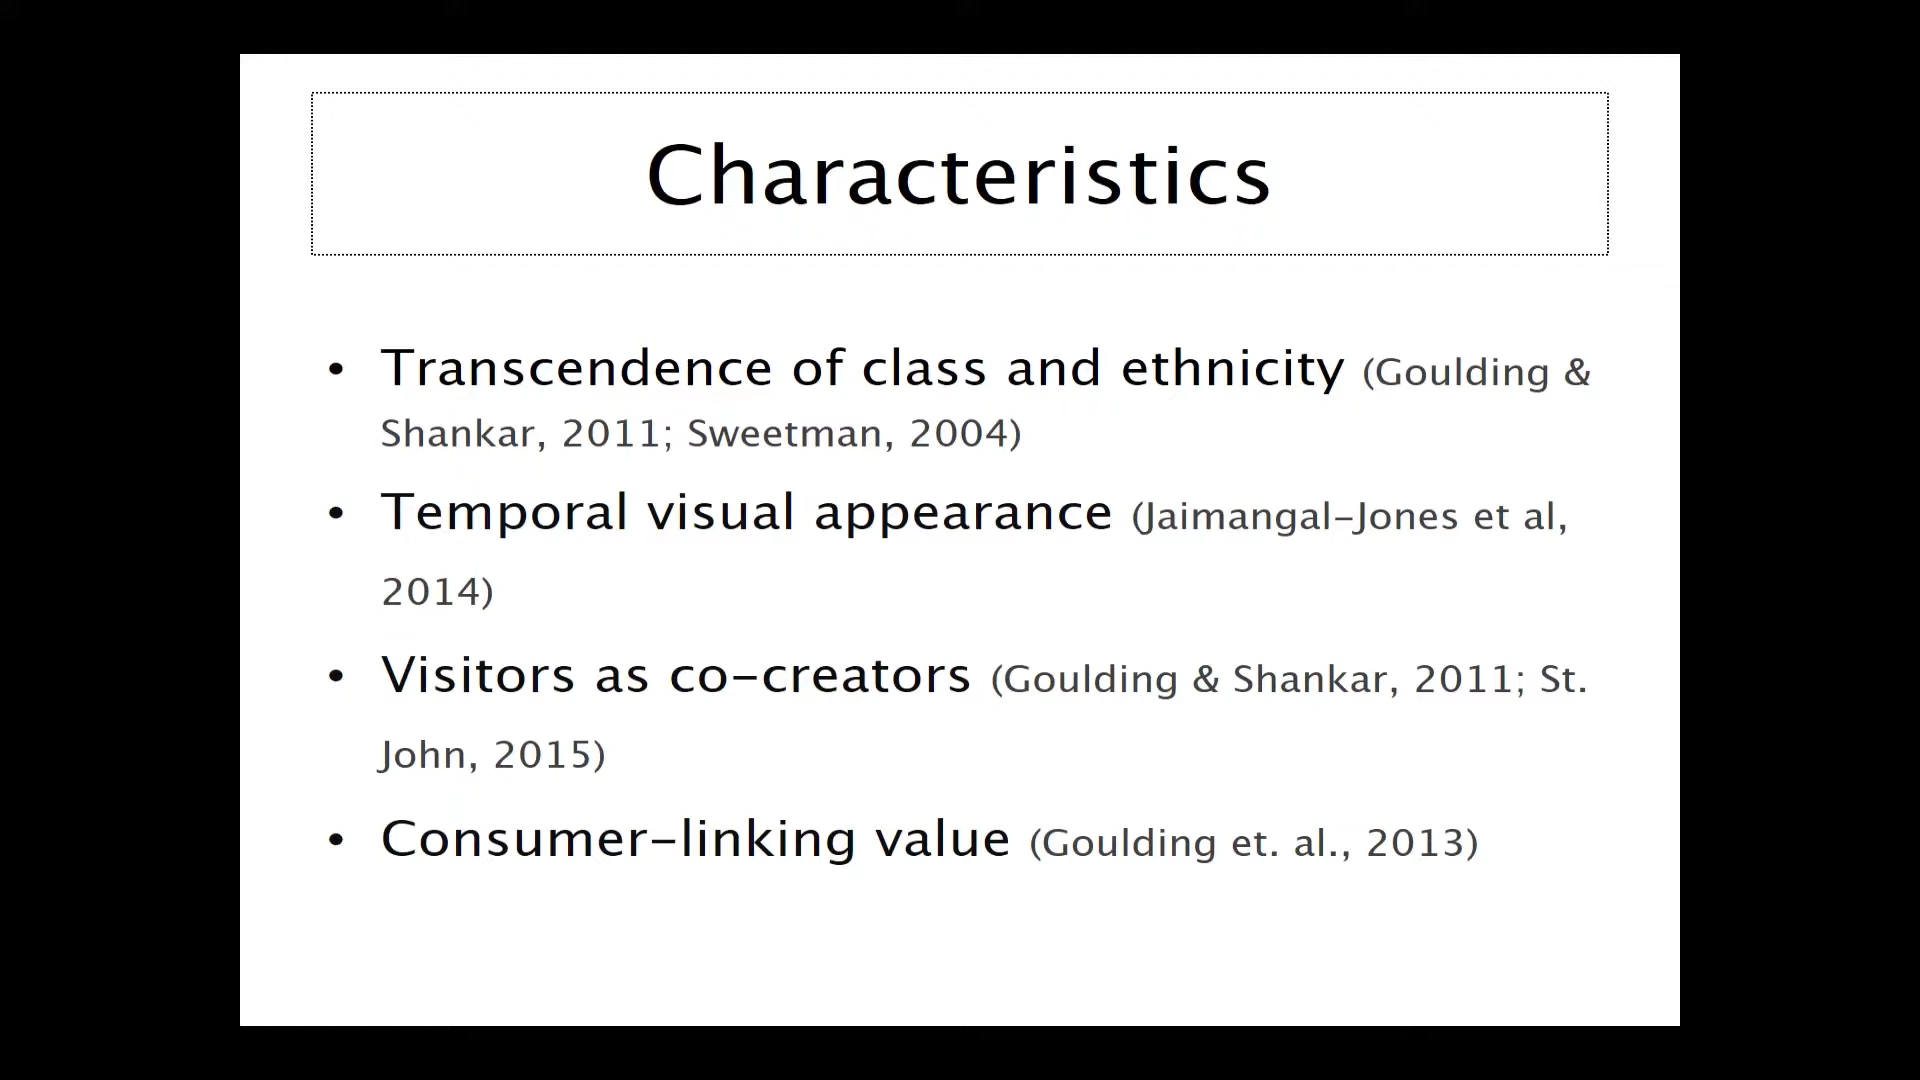 Characteristics
• Transcendence of class and ethnicity (Goulding &
Shankar, 2011; Sweetman, 2004)
• Temporal visual appearance (Jaimangal-Jones et al,
2014)
• Visitors as co-creators (Goulding & Shankar, 2011; St.
John, 2015)
• Consumer-linking value (Goulding et. al., 2013)